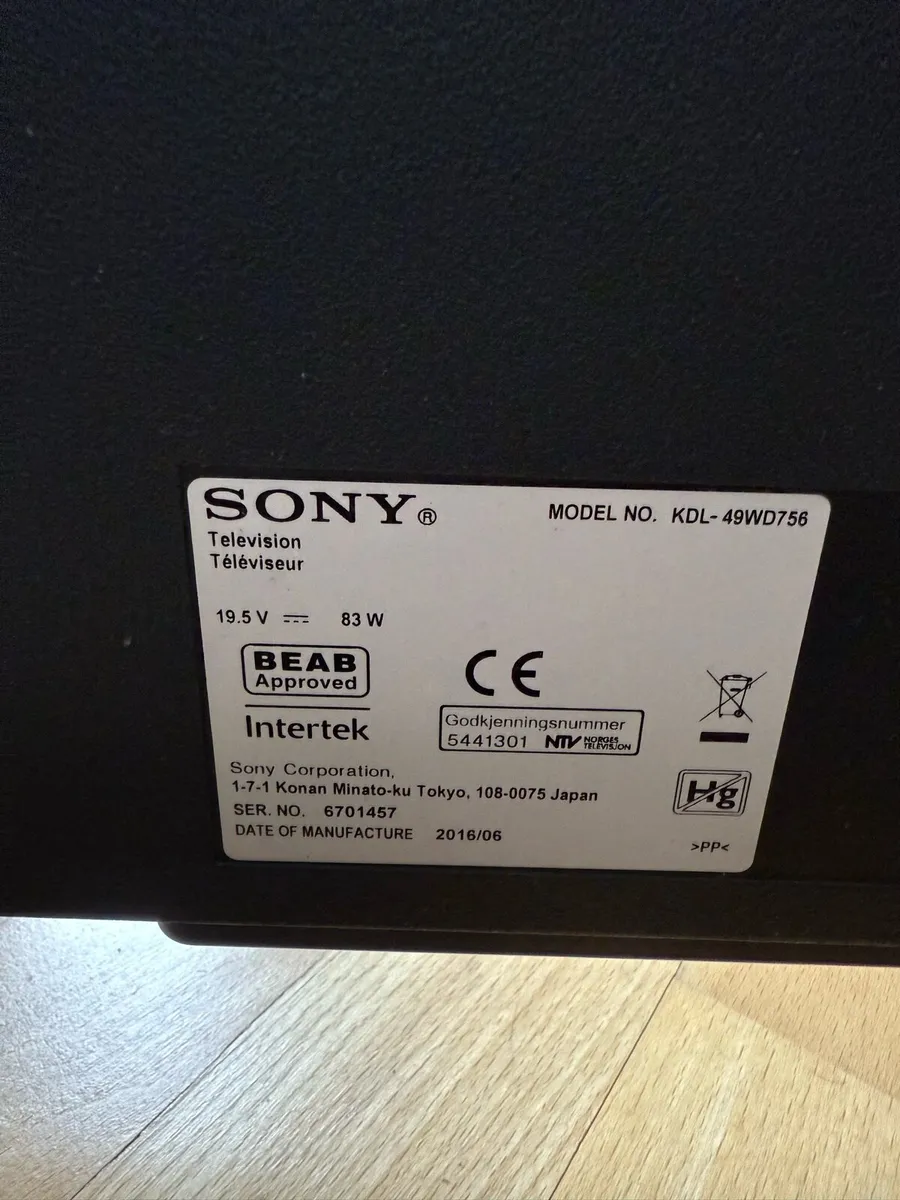 SONY®
MODEL NO. KDL-49WD756
Television
Téléviseur
19.5 V ⎓ 83 W
BEAB
Approved
Intertek
CE
Godkjenningsnummer
5441301 NTV NORGES
TELEVISJON
Hg
Sony Corporation,
1-7-1 Konan Minato-ku Tokyo, 108-0075 Japan
SER. NO. 6701457
DATE OF MANUFACTURE 2016/06
>PP<